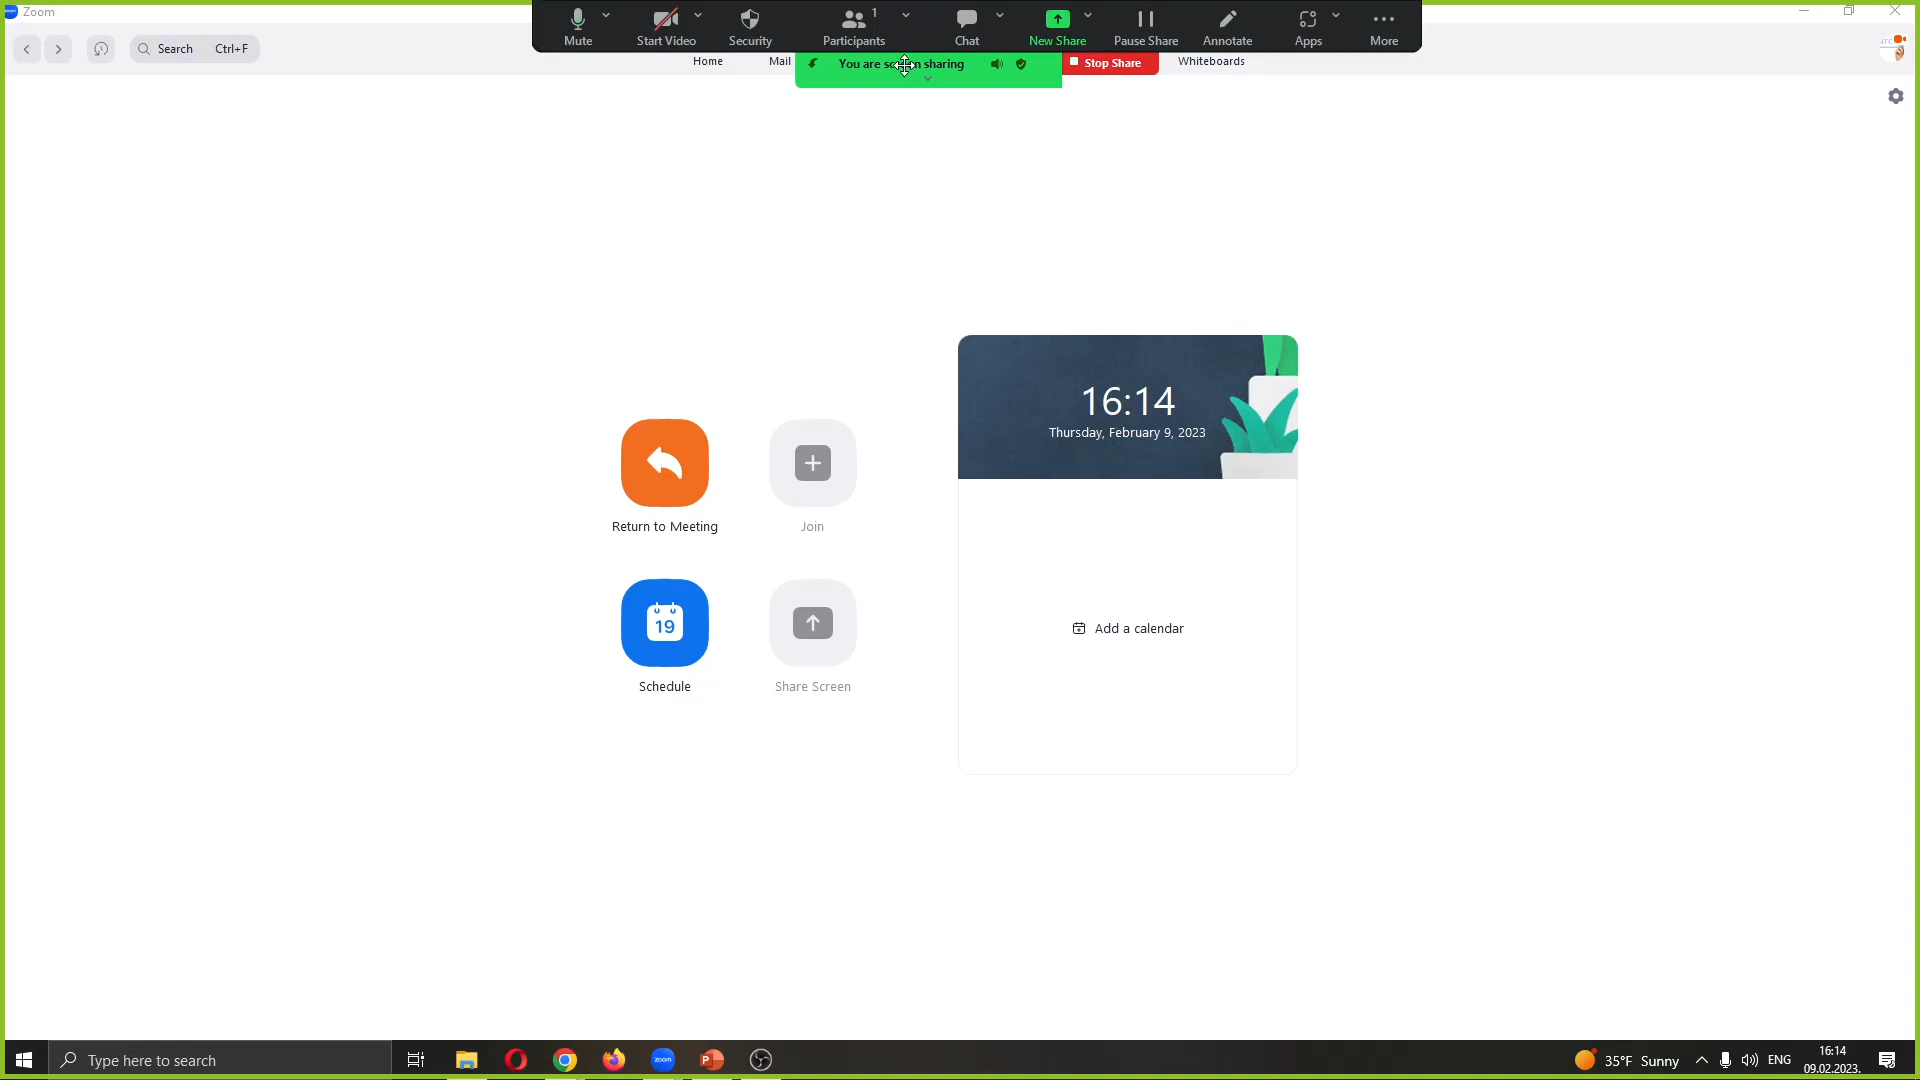 Zoom
Mute
Start Video
Security
Participants
1
Chat
New Share
Pause Share
Annotate
Apps
More
Search Ctrl+F
Home
Mail
You are sharing
Stop Share
Whiteboards
16:14
Thursday, February 9, 2023
Return to Meeting
Join
19
Schedule
Share Screen
Add a calendar
Type here to search
zoom
35°F Sunny
ENG
16:14
09.02.2023.